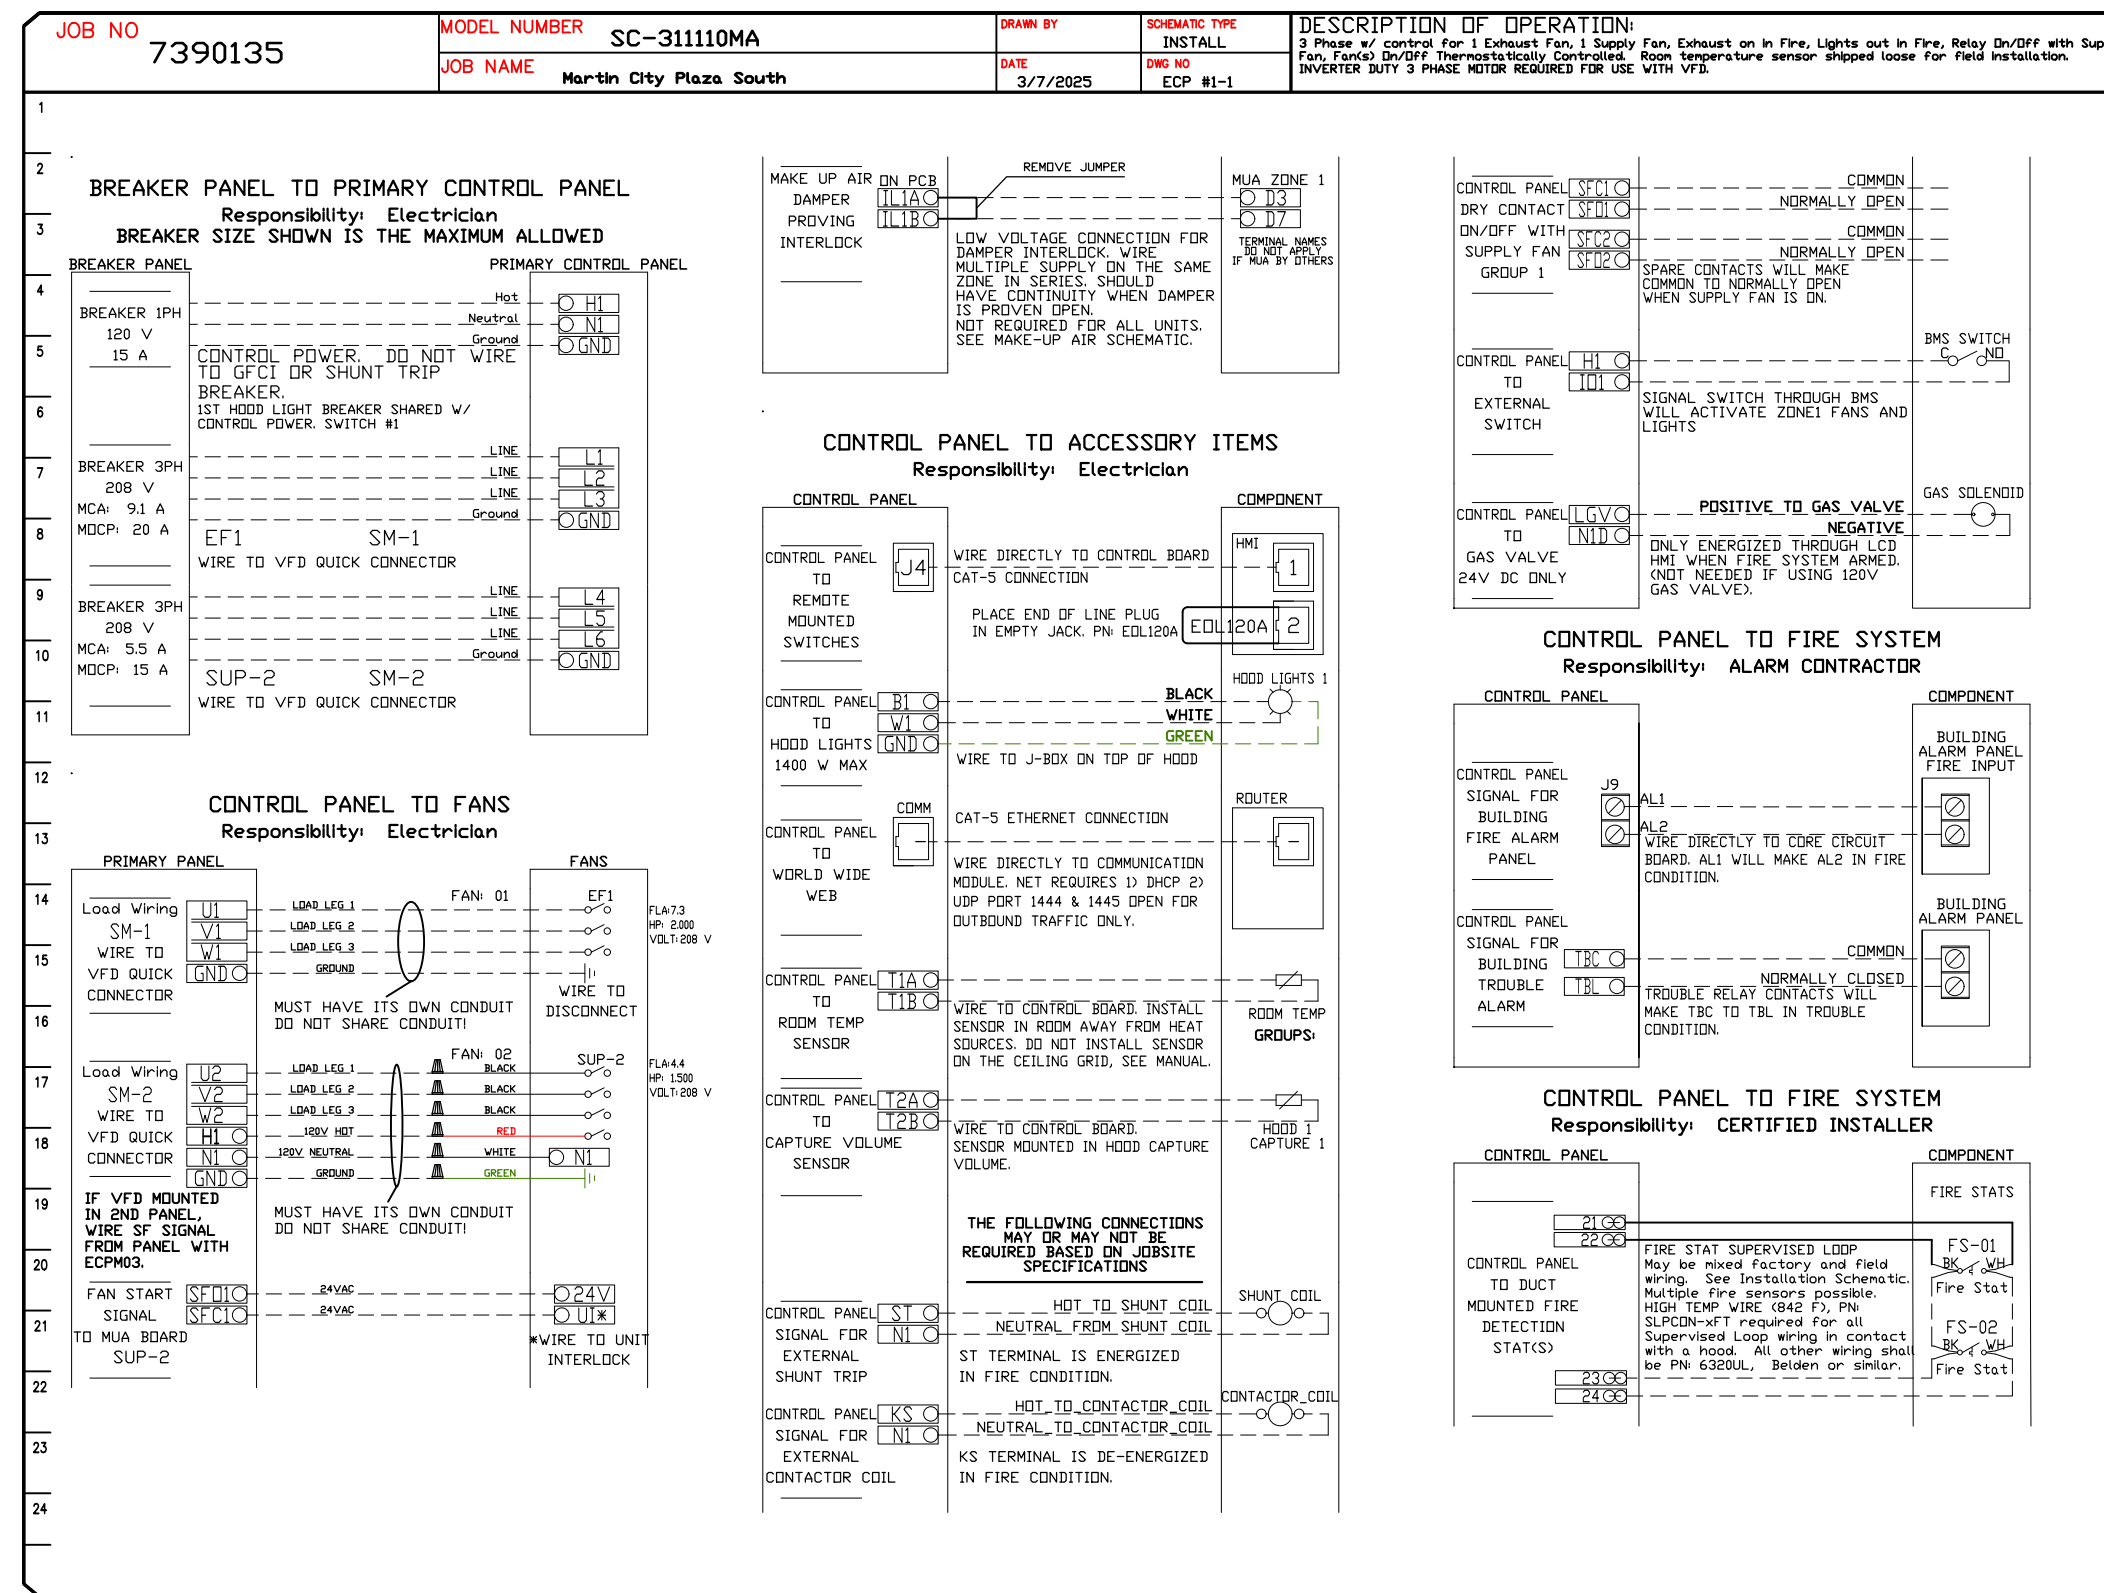 JOB NO
7390135
MODEL NUMBER
SC-311110MA
JOB NAME
Martin City Plaza South
DRAWN BY
SCHEMATIC TYPE
INSTALL
DATE
3/7/2025
DWG NO
ECP #1-1
DESCRIPTION OF OPERATION:
3 Phase w/ control for 1 Exhaust Fan, 1 Supply Fan, Exhaust on in Fire, Lights out in Fire, Relay On/Off with Sup
Fan, Fan(s) On/Off Thermostatically Controlled. Room temperature sensor shipped loose for field installation.
INVERTER DUTY 3 PHASE MOTOR REQUIRED FOR USE WITH VFD.
1
2
3
4
5
6
7
8
9
10
11
12
13
14
15
16
17
18
19
20
21
22
23
24
BREAKER PANEL TO PRIMARY CONTROL PANEL
Responsibility: Electrician
BREAKER SIZE SHOWN IS THE MAXIMUM ALLOWED
BREAKER PANEL
PRIMARY CONTROL PANEL
BREAKER 1PH
120 V
15 A
Hot
H1
Neutral
N1
Ground
GND
CONTROL POWER. DO NOT WIRE
TO GFCI OR SHUNT TRIP
BREAKER.
1ST HOOD LIGHT BREAKER SHARED W/
CONTROL POWER. SWITCH #1
BREAKER 3PH
208 V
MCA: 9.1 A
MOCP: 20 A
LINE
L1
LINE
L2
LINE
L3
Ground
GND
EF1
SM-1
WIRE TO VFD QUICK CONNECTOR
BREAKER 3PH
208 V
MCA: 5.5 A
MOCP: 15 A
LINE
L4
LINE
L5
LINE
L6
Ground
GND
SUP-2
SM-2
WIRE TO VFD QUICK CONNECTOR
CONTROL PANEL TO FANS
Responsibility: Electrician
PRIMARY PANEL
FANS
Load Wiring
SM-1
WIRE TO
VFD QUICK
CONNECTOR
U1
V1
W1
GND
LOAD LEG 1
LOAD LEG 2
LOAD LEG 3
GROUND
FAN: 01
EF1
FLA:7.3
HP: 2.000
VOLT:208 V
WIRE TO
DISCONNECT
MUST HAVE ITS OWN CONDUIT
DO NOT SHARE CONDUIT!
Load Wiring
SM-2
WIRE TO
VFD QUICK
CONNECTOR
U2
V2
W2
H1
N1
GND
LOAD LEG 1
LOAD LEG 2
LOAD LEG 3
120V HOT
120V NEUTRAL
GROUND
FAN: 02
BLACK
BLACK
BLACK
RED
WHITE
GREEN
SUP-2
N1
FLA:4.4
HP: 1.500
VOLT:208 V
IF VFD MOUNTED
IN 2ND PANEL,
WIRE SF SIGNAL
FROM PANEL WITH
ECPM03.
MUST HAVE ITS OWN CONDUIT
DO NOT SHARE CONDUIT!
FAN START
SIGNAL
TO MUA BOARD
SUP-2
SFO1
SFC1
24VAC
24VAC
24V
UI*
*WIRE TO UNIT
INTERLOCK
MAKE UP AIR
DAMPER
PROVING
INTERLOCK
ON PCB
IL1A
IL1B
REMOVE JUMPER
MUA ZONE 1
D3
D7
TERMINAL NAMES
DO NOT APPLY
IF MUA BY OTHERS
LOW VOLTAGE CONNECTION FOR
DAMPER INTERLOCK. WIRE
MULTIPLE SUPPLY ON THE SAME
ZONE IN SERIES. SHOULD
HAVE CONTINUITY WHEN DAMPER
IS PROVEN OPEN.
NOT REQUIRED FOR ALL UNITS.
SEE MAKE-UP AIR SCHEMATIC.
CONTROL PANEL TO ACCESSORY ITEMS
Responsibility: Electrician
CONTROL PANEL
COMPONENT
CONTROL PANEL
TO
REMOTE
MOUNTED
SWITCHES
J4
WIRE DIRECTLY TO CONTROL BOARD
CAT-5 CONNECTION
HMI
1
PLACE END OF LINE PLUG
IN EMPTY JACK. PN: EOL120A
EOL120A
2
CONTROL PANEL
TO
HOOD LIGHTS
1400 W MAX
B1
W1
GND
BLACK
WHITE
GREEN
HOOD LIGHTS 1
WIRE TO J-BOX ON TOP OF HOOD
CONTROL PANEL
TO
WORLD WIDE
WEB
COMM
CAT-5 ETHERNET CONNECTION
ROUTER
WIRE DIRECTLY TO COMMUNICATION
MODULE. NET REQUIRES 1) DHCP 2)
UDP PORT 1444 & 1445 OPEN FOR
OUTBOUND TRAFFIC ONLY.
CONTROL PANEL
TO
ROOM TEMP
SENSOR
T1A
T1B
WIRE TO CONTROL BOARD. INSTALL
SENSOR IN ROOM AWAY FROM HEAT
SOURCES. DO NOT INSTALL SENSOR
ON THE CEILING GRID, SEE MANUAL.
ROOM TEMP
GROUPS:
CONTROL PANEL
TO
CAPTURE VOLUME
SENSOR
T2A
T2B
WIRE TO CONTROL BOARD.
SENSOR MOUNTED IN HOOD CAPTURE
VOLUME.
HOOD 1
CAPTURE 1
THE FOLLOWING CONNECTIONS
MAY OR MAY NOT BE
REQUIRED BASED ON JOBSITE
SPECIFICATIONS
CONTROL PANEL
SIGNAL FOR
EXTERNAL
SHUNT TRIP
ST
N1
HOT TO SHUNT COIL
NEUTRAL FROM SHUNT COIL
SHUNT COIL
ST TERMINAL IS ENERGIZED
IN FIRE CONDITION.
CONTROL PANEL
SIGNAL FOR
EXTERNAL
CONTACTOR COIL
KS
N1
HOT_TO_CONTACTOR_COIL
NEUTRAL_TO_CONTACTOR_COIL
CONTACTOR_COIL
KS TERMINAL IS DE-ENERGIZED
IN FIRE CONDITION.
CONTROL PANEL
DRY CONTACT
ON/OFF WITH
SUPPLY FAN
GROUP 1
SFC1
SFO1
SFC2
SFO2
COMMON
NORMALLY OPEN
COMMON
NORMALLY OPEN
SPARE CONTACTS WILL MAKE
COMMON TO NORMALLY OPEN
WHEN SUPPLY FAN IS ON.
CONTROL PANEL
TO
EXTERNAL
SWITCH
H1
IO1
BMS SWITCH
C
NO
SIGNAL SWITCH THROUGH BMS
WILL ACTIVATE ZONE1 FANS AND
LIGHTS
CONTROL PANEL
TO
GAS VALVE
24V DC ONLY
LGV
N1D
POSITIVE TO GAS VALVE
NEGATIVE
GAS SOLENOID
ONLY ENERGIZED THROUGH LCD
HMI WHEN FIRE SYSTEM ARMED.
(NOT NEEDED IF USING 120V
GAS VALVE).
CONTROL PANEL TO FIRE SYSTEM
Responsibility: ALARM CONTRACTOR
CONTROL PANEL
COMPONENT
CONTROL PANEL
SIGNAL FOR
BUILDING
FIRE ALARM
PANEL
J9
AL1
AL2
BUILDING
ALARM PANEL
FIRE INPUT
WIRE DIRECTLY TO CORE CIRCUIT
BOARD. AL1 WILL MAKE AL2 IN FIRE
CONDITION.
CONTROL PANEL
SIGNAL FOR
BUILDING
TROUBLE
ALARM
TBC
TBL
COMMON
NORMALLY CLOSED
BUILDING
ALARM PANEL
TROUBLE RELAY CONTACTS WILL
MAKE TBC TO TBL IN TROUBLE
CONDITION.
CONTROL PANEL TO FIRE SYSTEM
Responsibility: CERTIFIED INSTALLER
CONTROL PANEL
COMPONENT
FIRE STATS
CONTROL PANEL
TO DUCT
MOUNTED FIRE
DETECTION
STAT(S)
21
22
23
24
FIRE STAT SUPERVISED LOOP
May be mixed factory and field
wiring. See Installation Schematic.
Multiple fire sensors possible.
HIGH TEMP WIRE (842 F), PN:
SLPCON-xFT required for all
Supervised Loop wiring in contact
with a hood. All other wiring shall
be PN: 6320UL, Belden or similar.
FS-01
BK
WH
Fire Stat
FS-02
BK
WH
Fire Stat